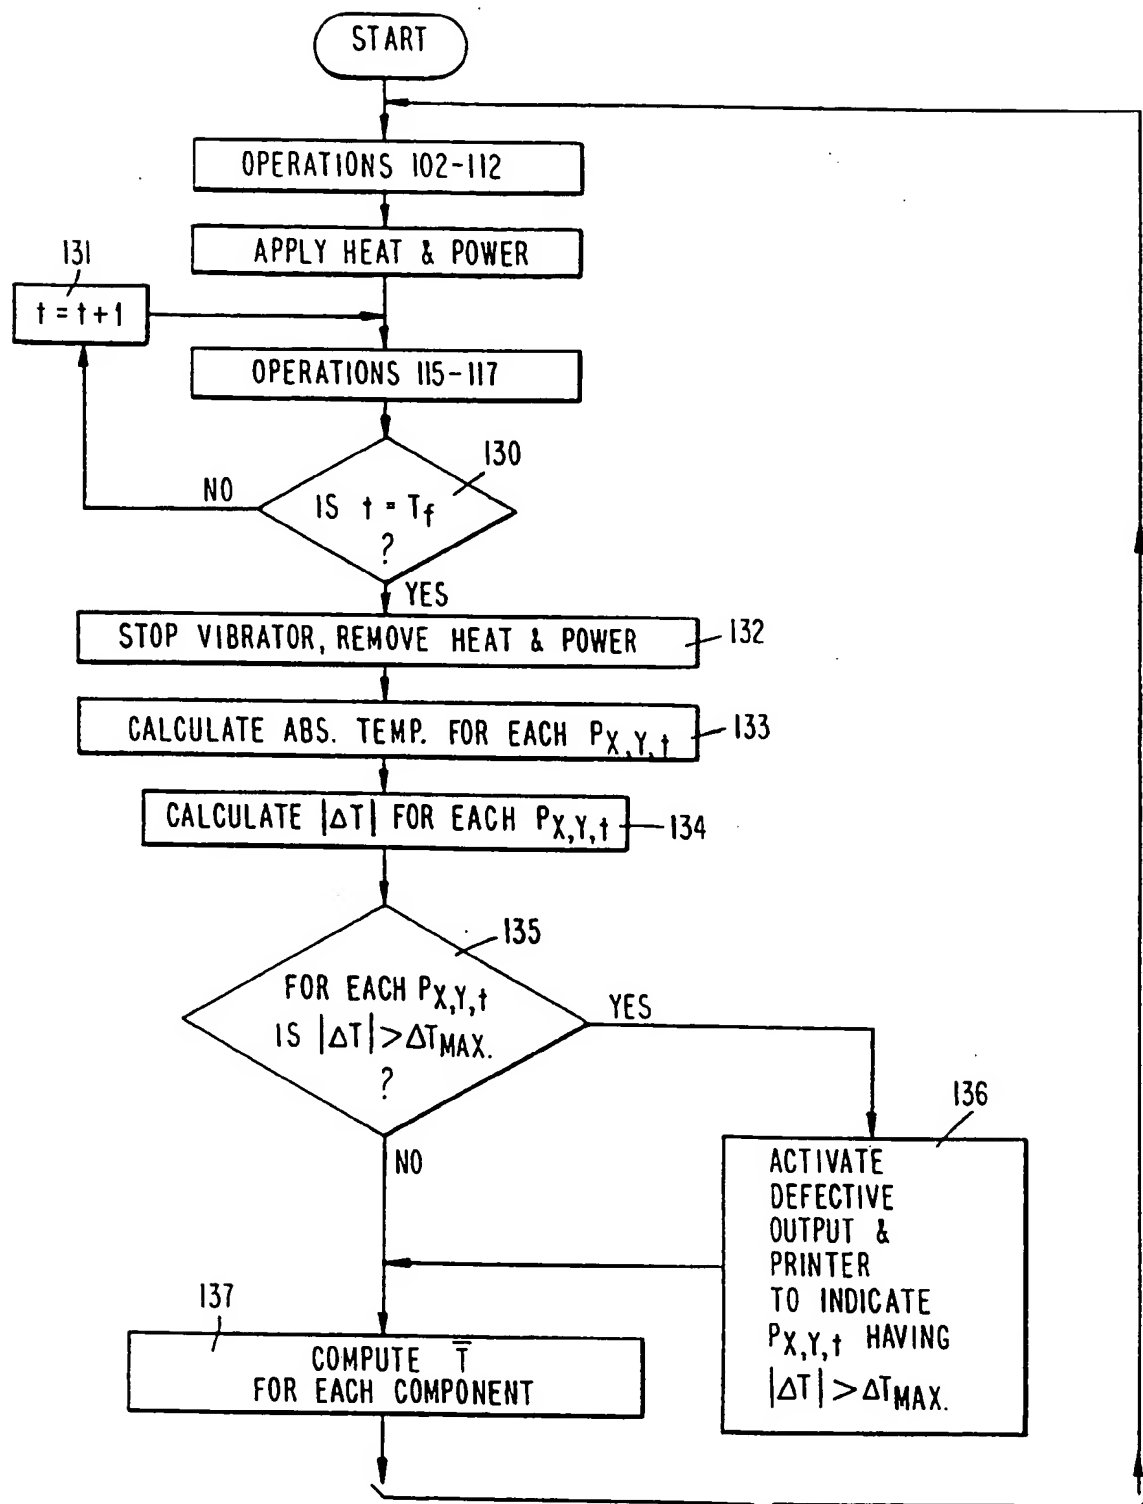 START
OPERATIONS 102-112
APPLY HEAT & POWER
131
t = t+1
OPERATIONS 115-117
130
NO
IS t = Tf
?
YES
STOP VIBRATOR, REMOVE HEAT & POWER
132
CALCULATE ABS. TEMP. FOR EACH PX,Y,t
133
CALCULATE |ΔT| FOR EACH PX,Y,t
134
135
FOR EACH PX,Y,t
IS |ΔT| > ΔTMAX.
?
YES
NO
136
ACTIVATE
DEFECTIVE
OUTPUT &
PRINTER
TO INDICATE
PX,Y,t HAVING
|ΔT| > ΔTMAX.
137
COMPUTE T̅
FOR EACH COMPONENT